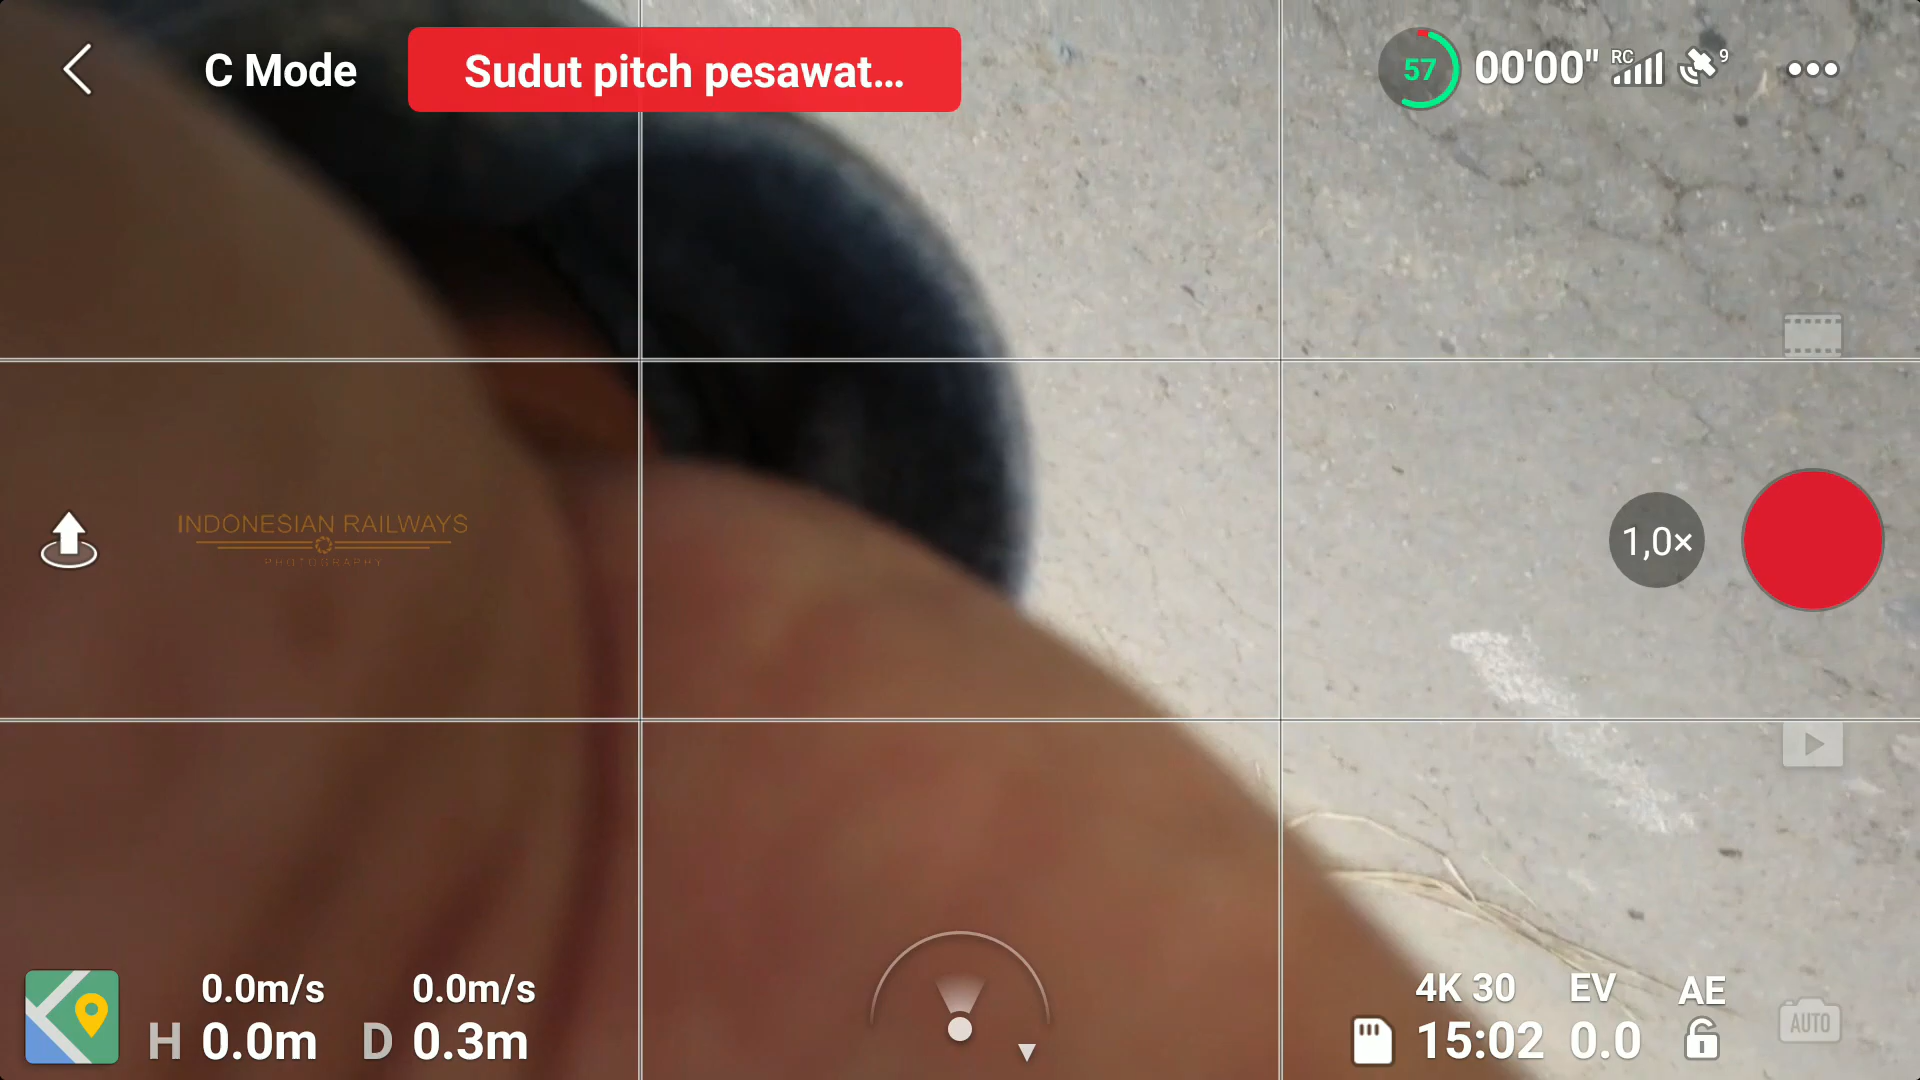 C Mode
Sudut pitch pesawat...
57
00'00"
RC
9
INDONESIAN RAILWAYS
PHOTOGRAPHY
1,0×
0.0m/s
0.0m/s
H 0.0m
D 0.3m
4K 30
EV
AE
15:02
0.0
AUTO